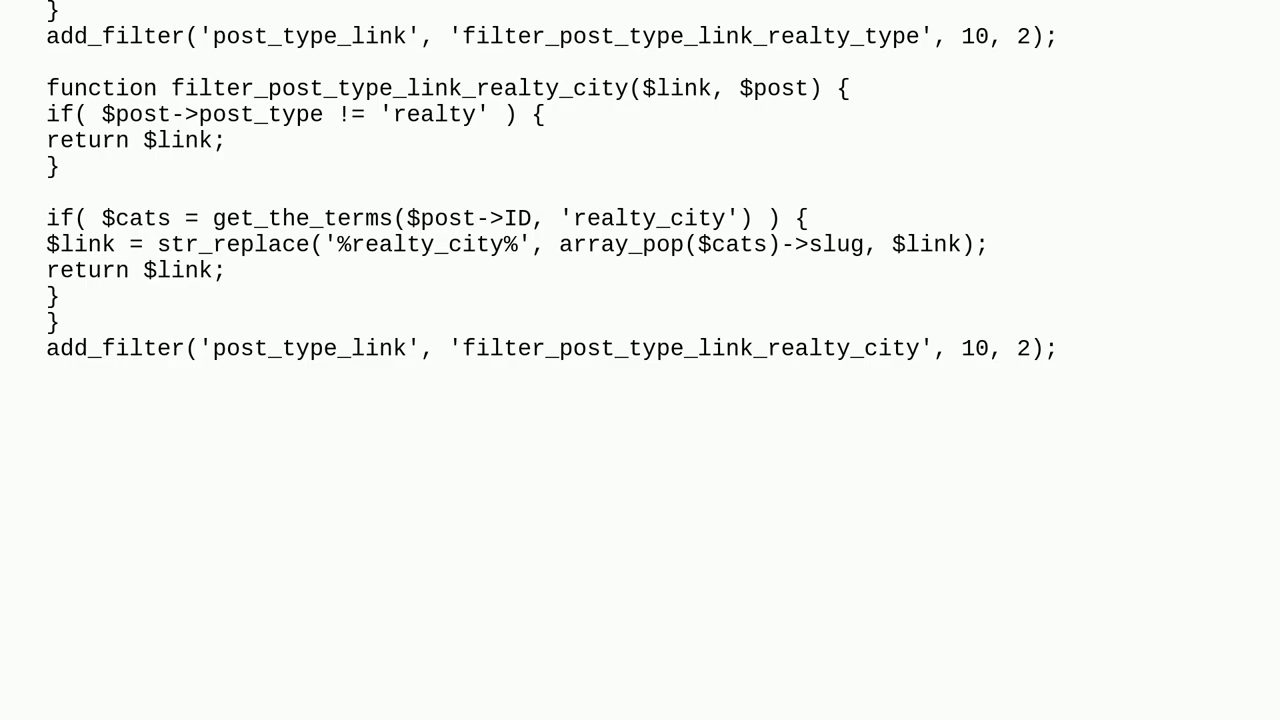 }
add_filter('post_type_link', 'filter_post_type_link_realty_type', 10, 2);
function filter_post_type_link_realty_city($link, $post) {
if( $post->post_type != 'realty' ) {
return $link;
}
if( $cats = get_the_terms($post->ID, 'realty_city') ) {
$link = str_replace('%realty_city%', array_pop($cats)->slug, $link);
return $link;
}
}
add_filter('post_type_link', 'filter_post_type_link_realty_city', 10, 2);